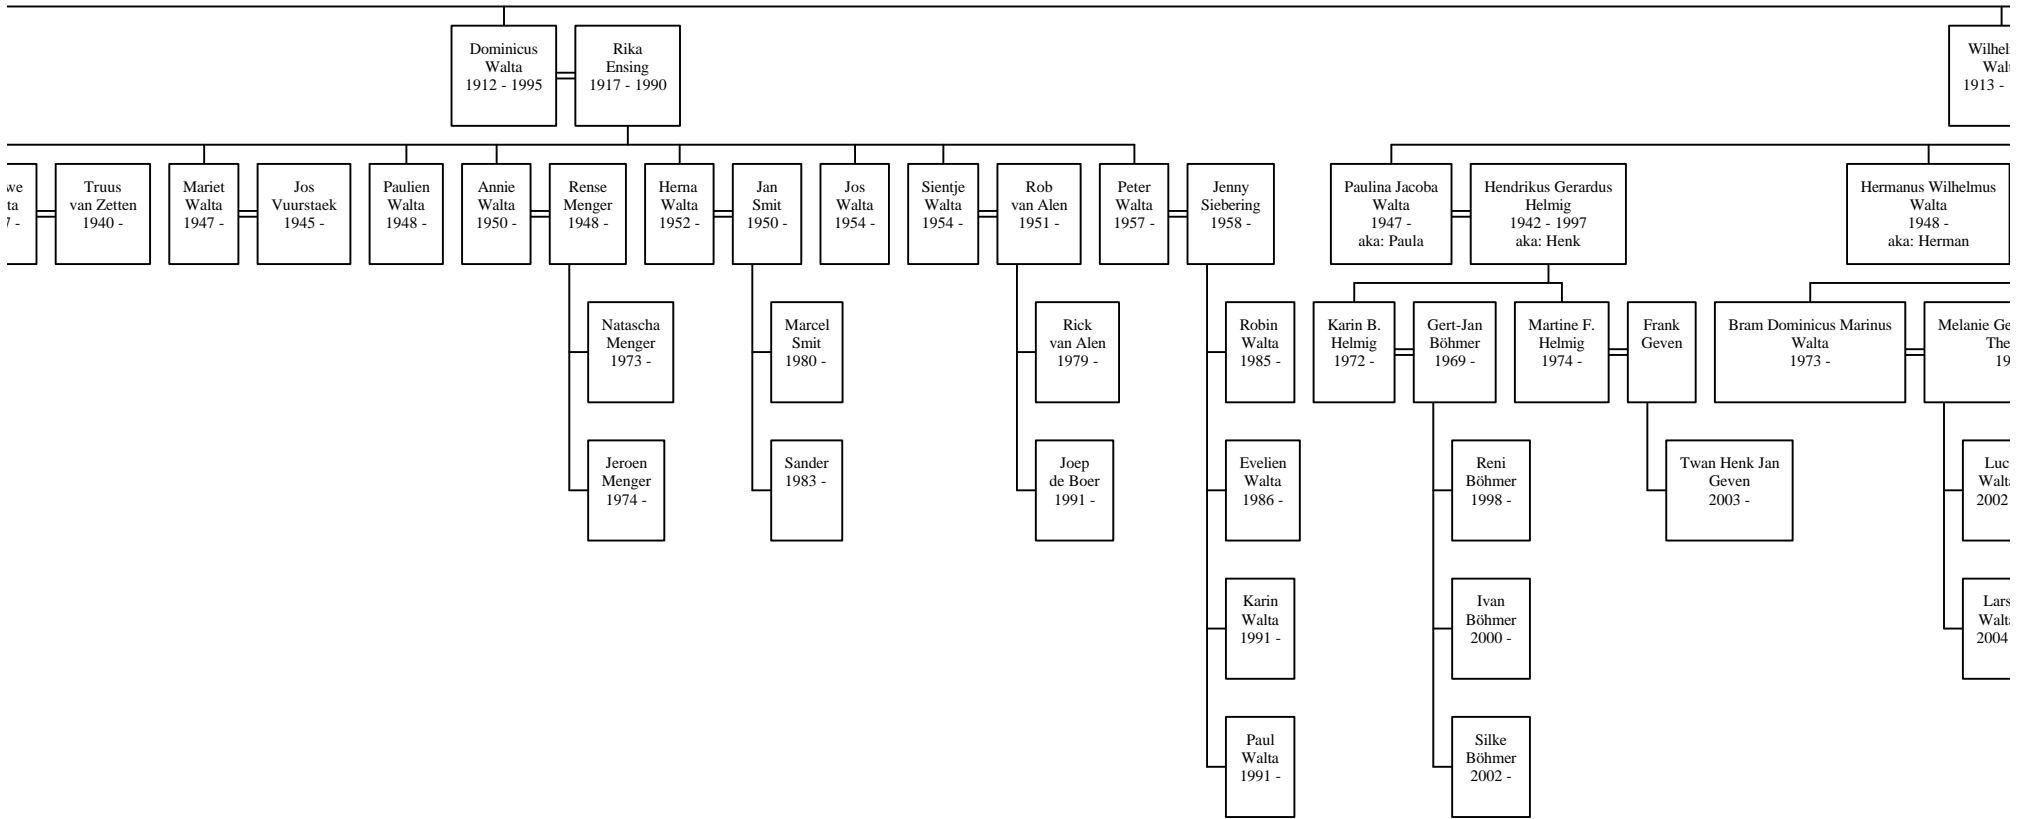 Dominicus
Walta
1912 - 1995
Rika
Ensing
1917 - 1990
1913 -
Truus
van Zetten
1940 -
Mariet
Walta
1947 -
Jos
Vuurstaek
1945 -
Paulien
Walta
1948 -
Annie
Walta
1950 -
Rense
Menger
1948 -
Herna
Walta
1952 -
Jan
Smit
1950 -
Jos
Walta
1954 -
Sientje
Walta
1954 -
Rob
van Alen
1951 -
Peter
Walta
1957 -
Jenny
Siebering
1958 -
Paulina Jacoba
Walta
1947 -
aka: Paula
Hendrikus Gerardus
Helmig
1942 - 1997
aka: Henk
Hermanus Wilhelmus
Walta
1948 -
aka: Herman
Natascha
Menger
1973 -
Marcel
Smit
1980 -
Rick
van Alen
1979 -
Robin
Walta
1985 -
Karin B.
Helmig
1972 -
Gert-Jan
Böhmer
1969 -
Martine F.
Helmig
1974 -
Frank
Geven
Bram Dominicus Marinus
Walta
1973 -
Melanie
Jeroen
Menger
1974 -
Sander
1983 -
Joep
de Boer
1991 -
Evelien
Walta
1986 -
Reni
Böhmer
1998 -
Twan Henk Jan
Geven
2003 -
2002
Karin
Walta
1991 -
Ivan
Böhmer
2000 -
Lars
2004
Paul
Walta
1991 -
Silke
Böhmer
2002 -